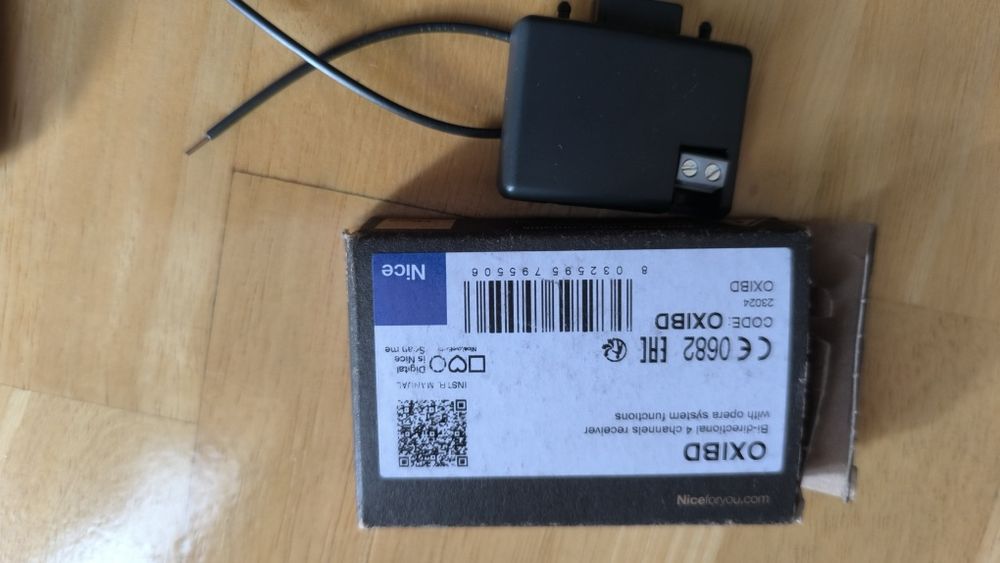 Niceforyou.com
OXIBD
Bi-directional 4 channels receiver
with opera system functions
CE 0682 EAC
CODE: OXIBD
23024
OXIBD
8 032595 795506
INSTR. MANUAL
Digital
is Nice
Scan me
Nice